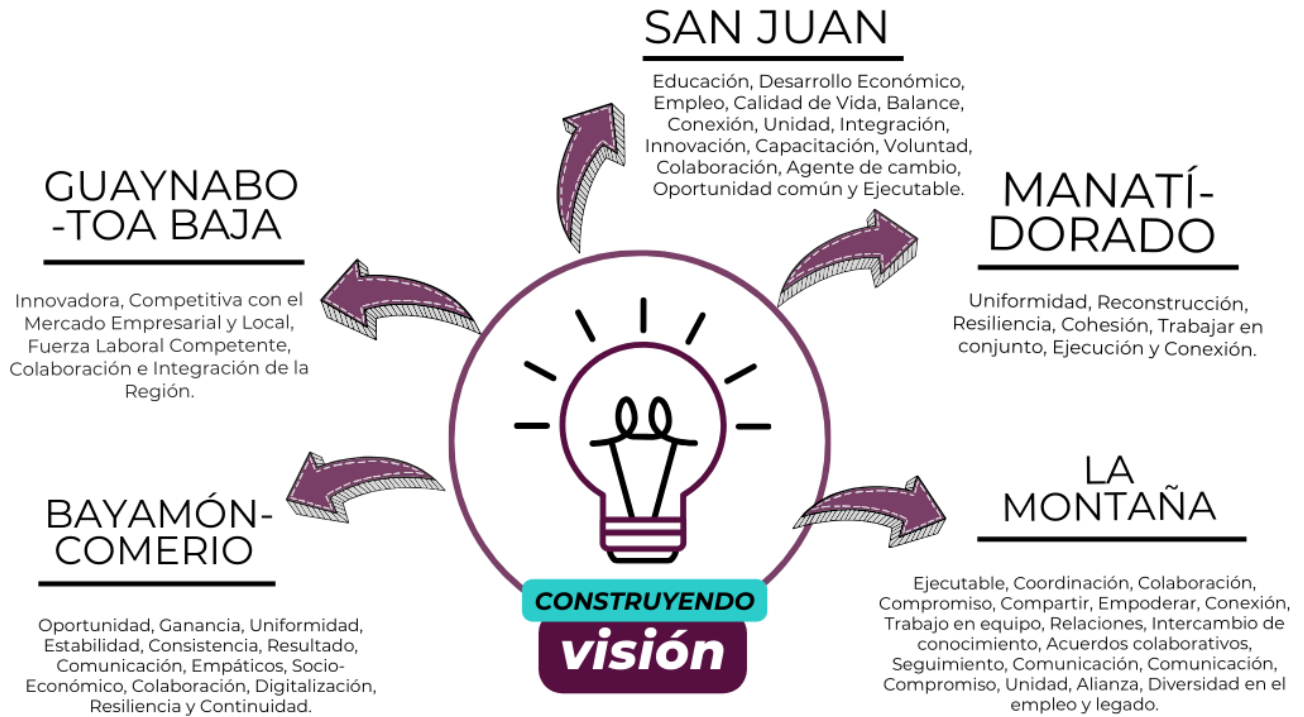 SAN JUAN
Educación, Desarrollo Económico,
Empleo, Calidad de Vida, Balance,
Conexión, Unidad, Integración,
Innovación, Capacitación, Voluntad,
Colaboración, Agente de cambio,
Oportunidad común y Ejecutable.
GUAYNABO
-TOA BAJA
Innovadora, Competitiva con el
Mercado Empresarial y Local,
Fuerza Laboral Competente,
Colaboración e Integración de la
Región.
MANATÍ-
DORADO
Uniformidad, Reconstrucción,
Resiliencia, Cohesión, Trabajar en
conjunto, Ejecución y Conexión.
BAYAMÓN-
COMERIO
Oportunidad, Ganancia, Uniformidad,
Estabilidad, Consistencia, Resultado,
Comunicación, Empáticos, Socio-
Económico, Colaboración, Digitalización,
Resiliencia y Continuidad.
LA
MONTAÑA
Ejecutable, Coordinación, Colaboración,
Compromiso, Compartir, Empoderar, Conexión,
Trabajo en equipo, Relaciones, Intercambio de
conocimiento, Acuerdos colaborativos,
Seguimiento, Comunicación, Comunicación,
Compromiso, Unidad, Alianza, Diversidad en el
empleo y legado.
CONSTRUYENDO
visión